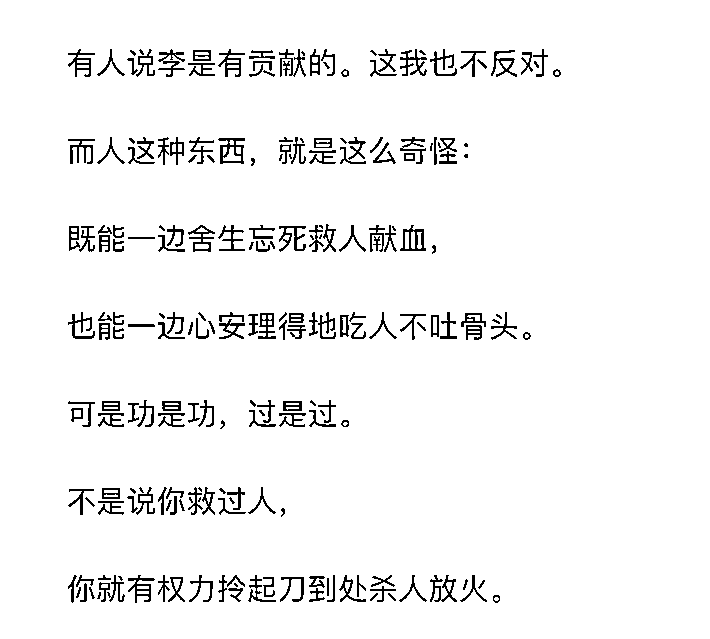 有人说李是有贡献的。这我也不反对。
而人这种东西，就是这么奇怪：
既能一边舍生忘死救人献血，
也能一边心安理得地吃人不吐骨头。
可是功是功，过是过。
不是说你救过人，
你就有权力拎起刀到处杀人放火。